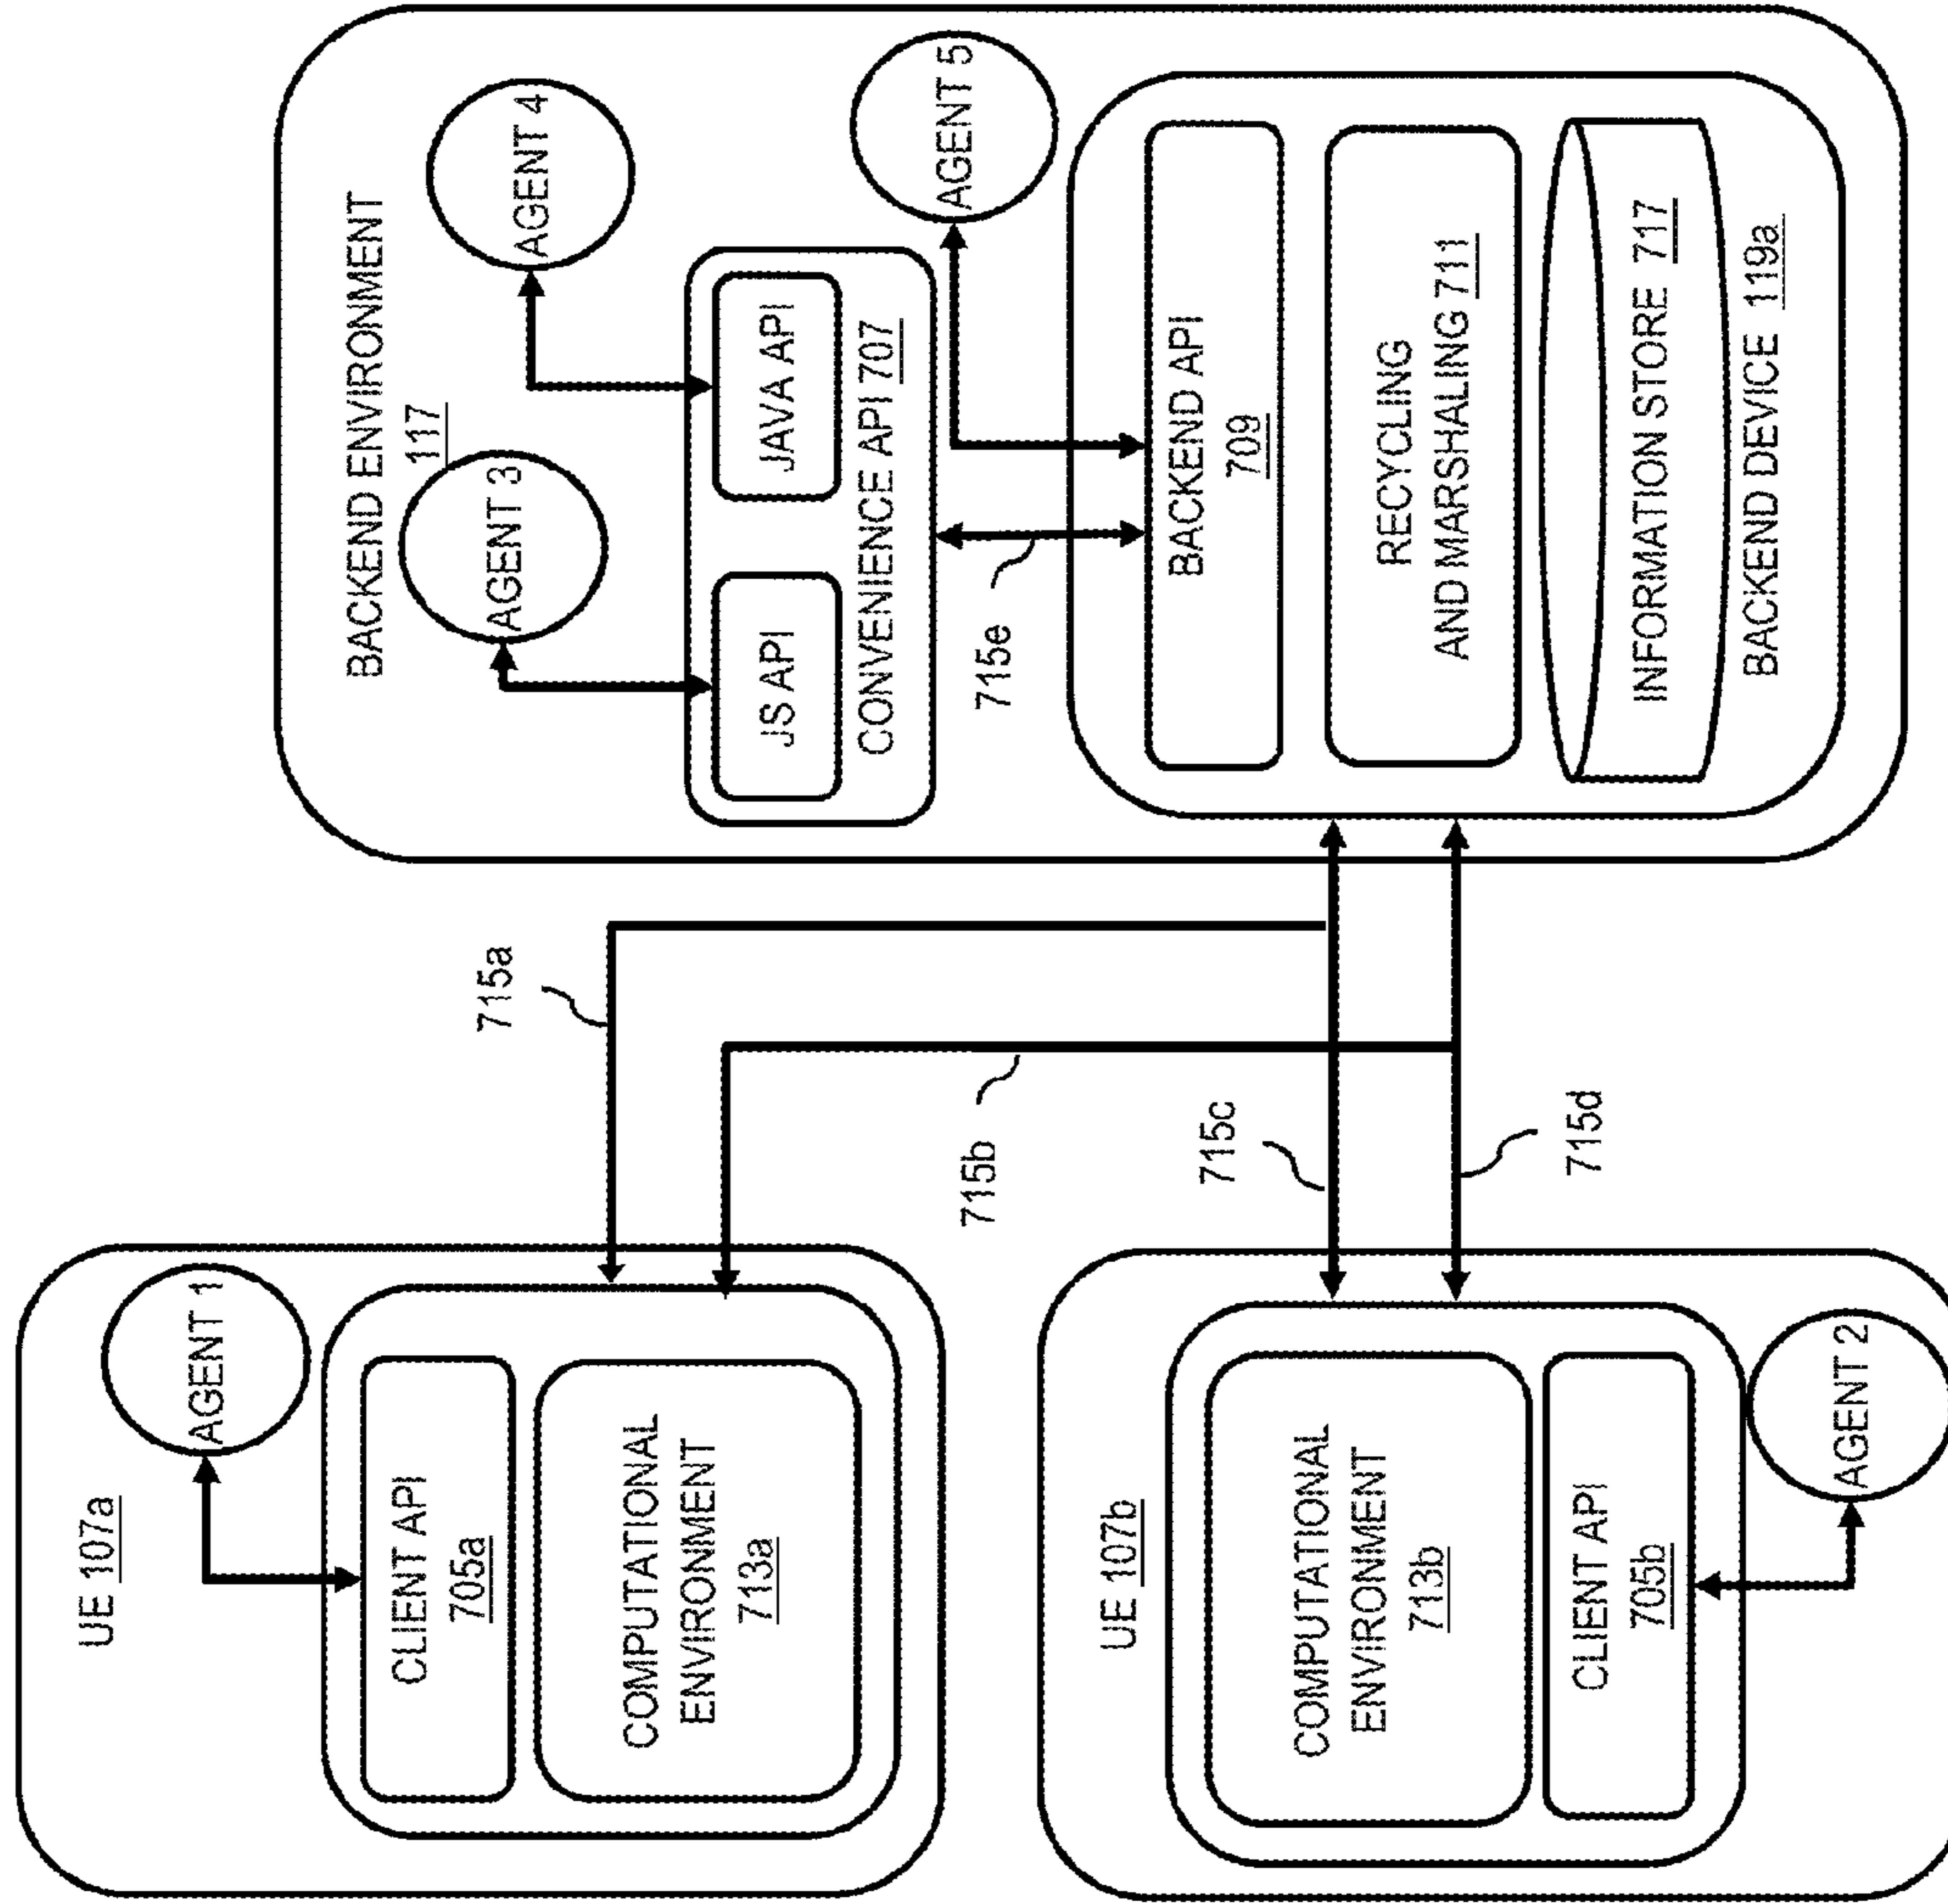 UE 107a
AGENT 1
CLIENT API
705a
COMPUTATIONAL
ENVIRONMENT
713a
UE 107b
COMPUTATIONAL
ENVIRONMENT
713b
CLIENT API
705b
AGENT 2
715a
715b
715c
715d
BACKEND ENVIRONMENT
117
AGENT 3
AGENT 4
JS API
JAVA API
CONVENIENCE API 707
715e
AGENT 5
BACKEND API
709
RECYCLING
AND MARSHALING 711
INFORMATION STORE 717
BACKEND DEVICE 119a